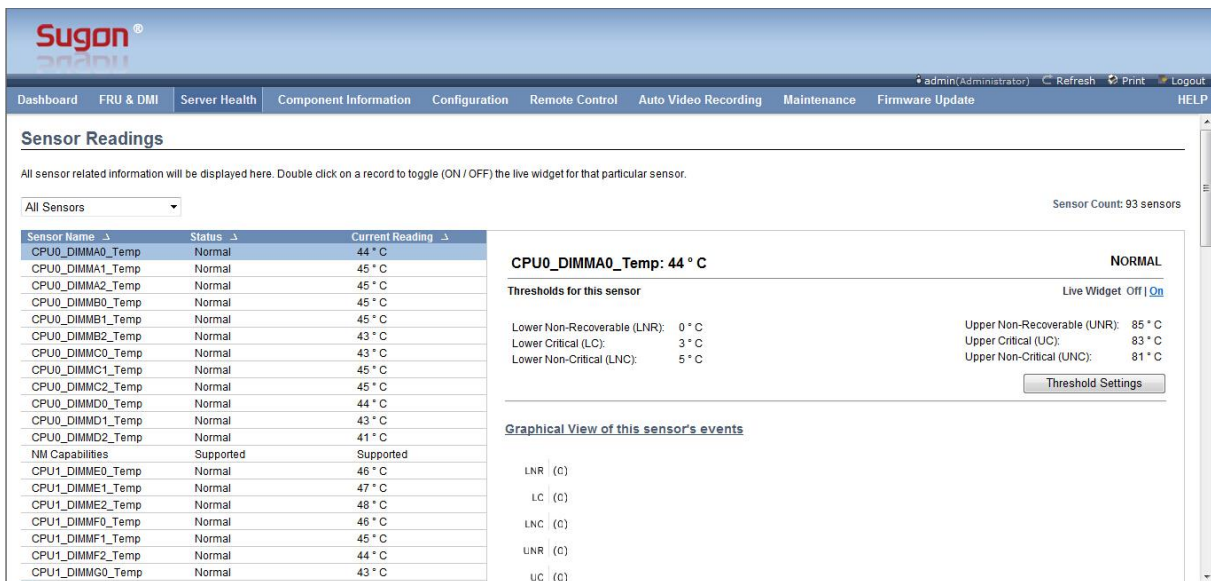 Sugon®
admin(Administrator) Refresh Print Logout
Dashboard FRU & DMI Server Health Component Information Configuration Remote Control Auto Video Recording Maintenance Firmware Update HELP
Sensor Readings
All sensor related information will be displayed here. Double click on a record to toggle (ON / OFF) the live widget for that particular sensor.
All Sensors
Sensor Count: 93 sensors
Sensor Name Status Current Reading
CPU0_DIMMA0_Temp Normal 44 ° C
CPU0_DIMMA1_Temp Normal 45 ° C
CPU0_DIMMA2_Temp Normal 45 ° C
CPU0_DIMMB0_Temp Normal 45 ° C
CPU0_DIMMB1_Temp Normal 45 ° C
CPU0_DIMMB2_Temp Normal 43 ° C
CPU0_DIMMC0_Temp Normal 43 ° C
CPU0_DIMMC1_Temp Normal 45 ° C
CPU0_DIMMC2_Temp Normal 45 ° C
CPU0_DIMMD0_Temp Normal 44 ° C
CPU0_DIMMD1_Temp Normal 43 ° C
CPU0_DIMMD2_Temp Normal 41 ° C
NM Capabilities Supported Supported
CPU1_DIMME0_Temp Normal 46 ° C
CPU1_DIMME1_Temp Normal 47 ° C
CPU1_DIMME2_Temp Normal 48 ° C
CPU1_DIMMF0_Temp Normal 46 ° C
CPU1_DIMMF1_Temp Normal 45 ° C
CPU1_DIMMF2_Temp Normal 44 ° C
CPU1_DIMMG0_Temp Normal 43 ° C
CPU0_DIMMA0_Temp: 44 ° C NORMAL
Thresholds for this sensor Live Widget Off | On
Lower Non-Recoverable (LNR): 0 ° C Upper Non-Recoverable (UNR): 85 ° C
Lower Critical (LC): 3 ° C Upper Critical (UC): 83 ° C
Lower Non-Critical (LNC): 5 ° C Upper Non-Critical (UNC): 81 ° C
Threshold Settings
Graphical View of this sensor's events
LNR (0)
LC (0)
LNC (0)
UNR (0)
UC (0)